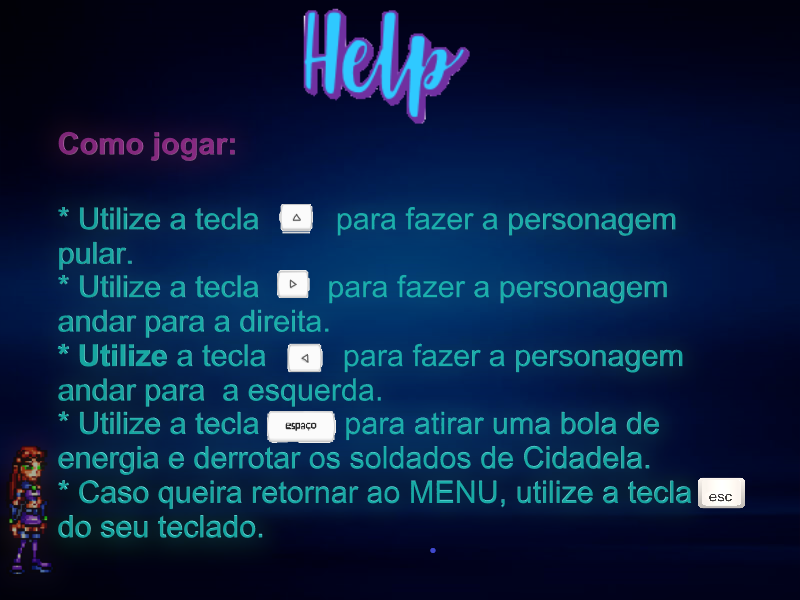 Help
Como jogar:
* Utilize a tecla para fazer a personagem
pular.
* Utilize a tecla para fazer a personagem
andar para a direita.
* Utilize a tecla para fazer a personagem
andar para a esquerda.
* Utilize a tecla espaço para atirar uma bola de
energia e derrotar os soldados de Cidadela.
* Caso queira retornar ao MENU, utilize a tecla esc
do seu teclado.